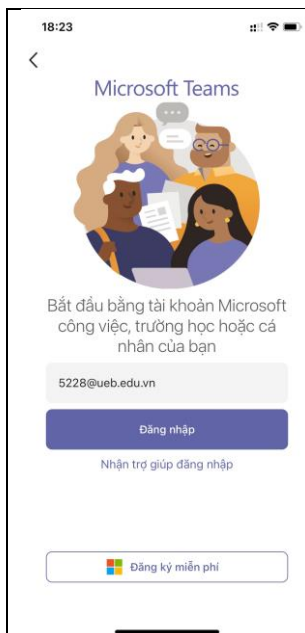 18:23
Microsoft Teams
Bắt đầu bằng tài khoản Microsoft
công việc, trường học hoặc cá
nhân của bạn
5228@ueb.edu.vn
Đăng nhập
Nhận trợ giúp đăng nhập
Đăng ký miễn phí